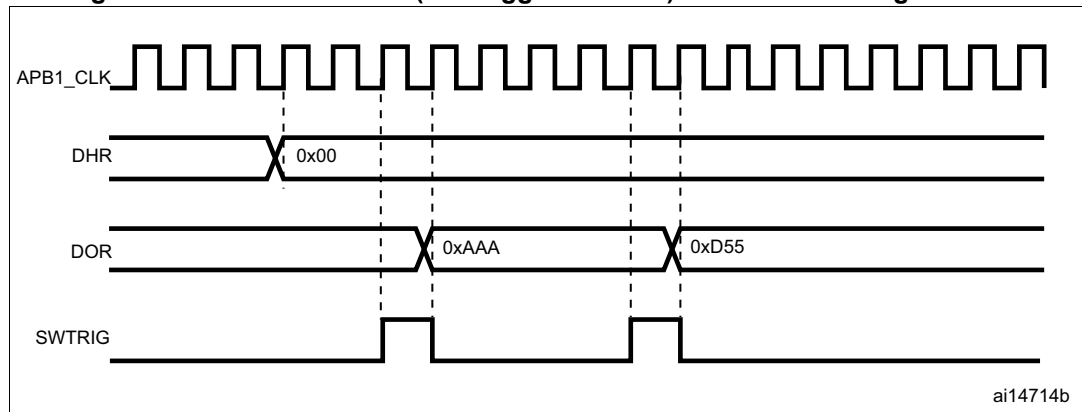 APB1_CLK
DHR
0x00
DOR
0xAAA
0xD55
SWTRIG
ai14714b